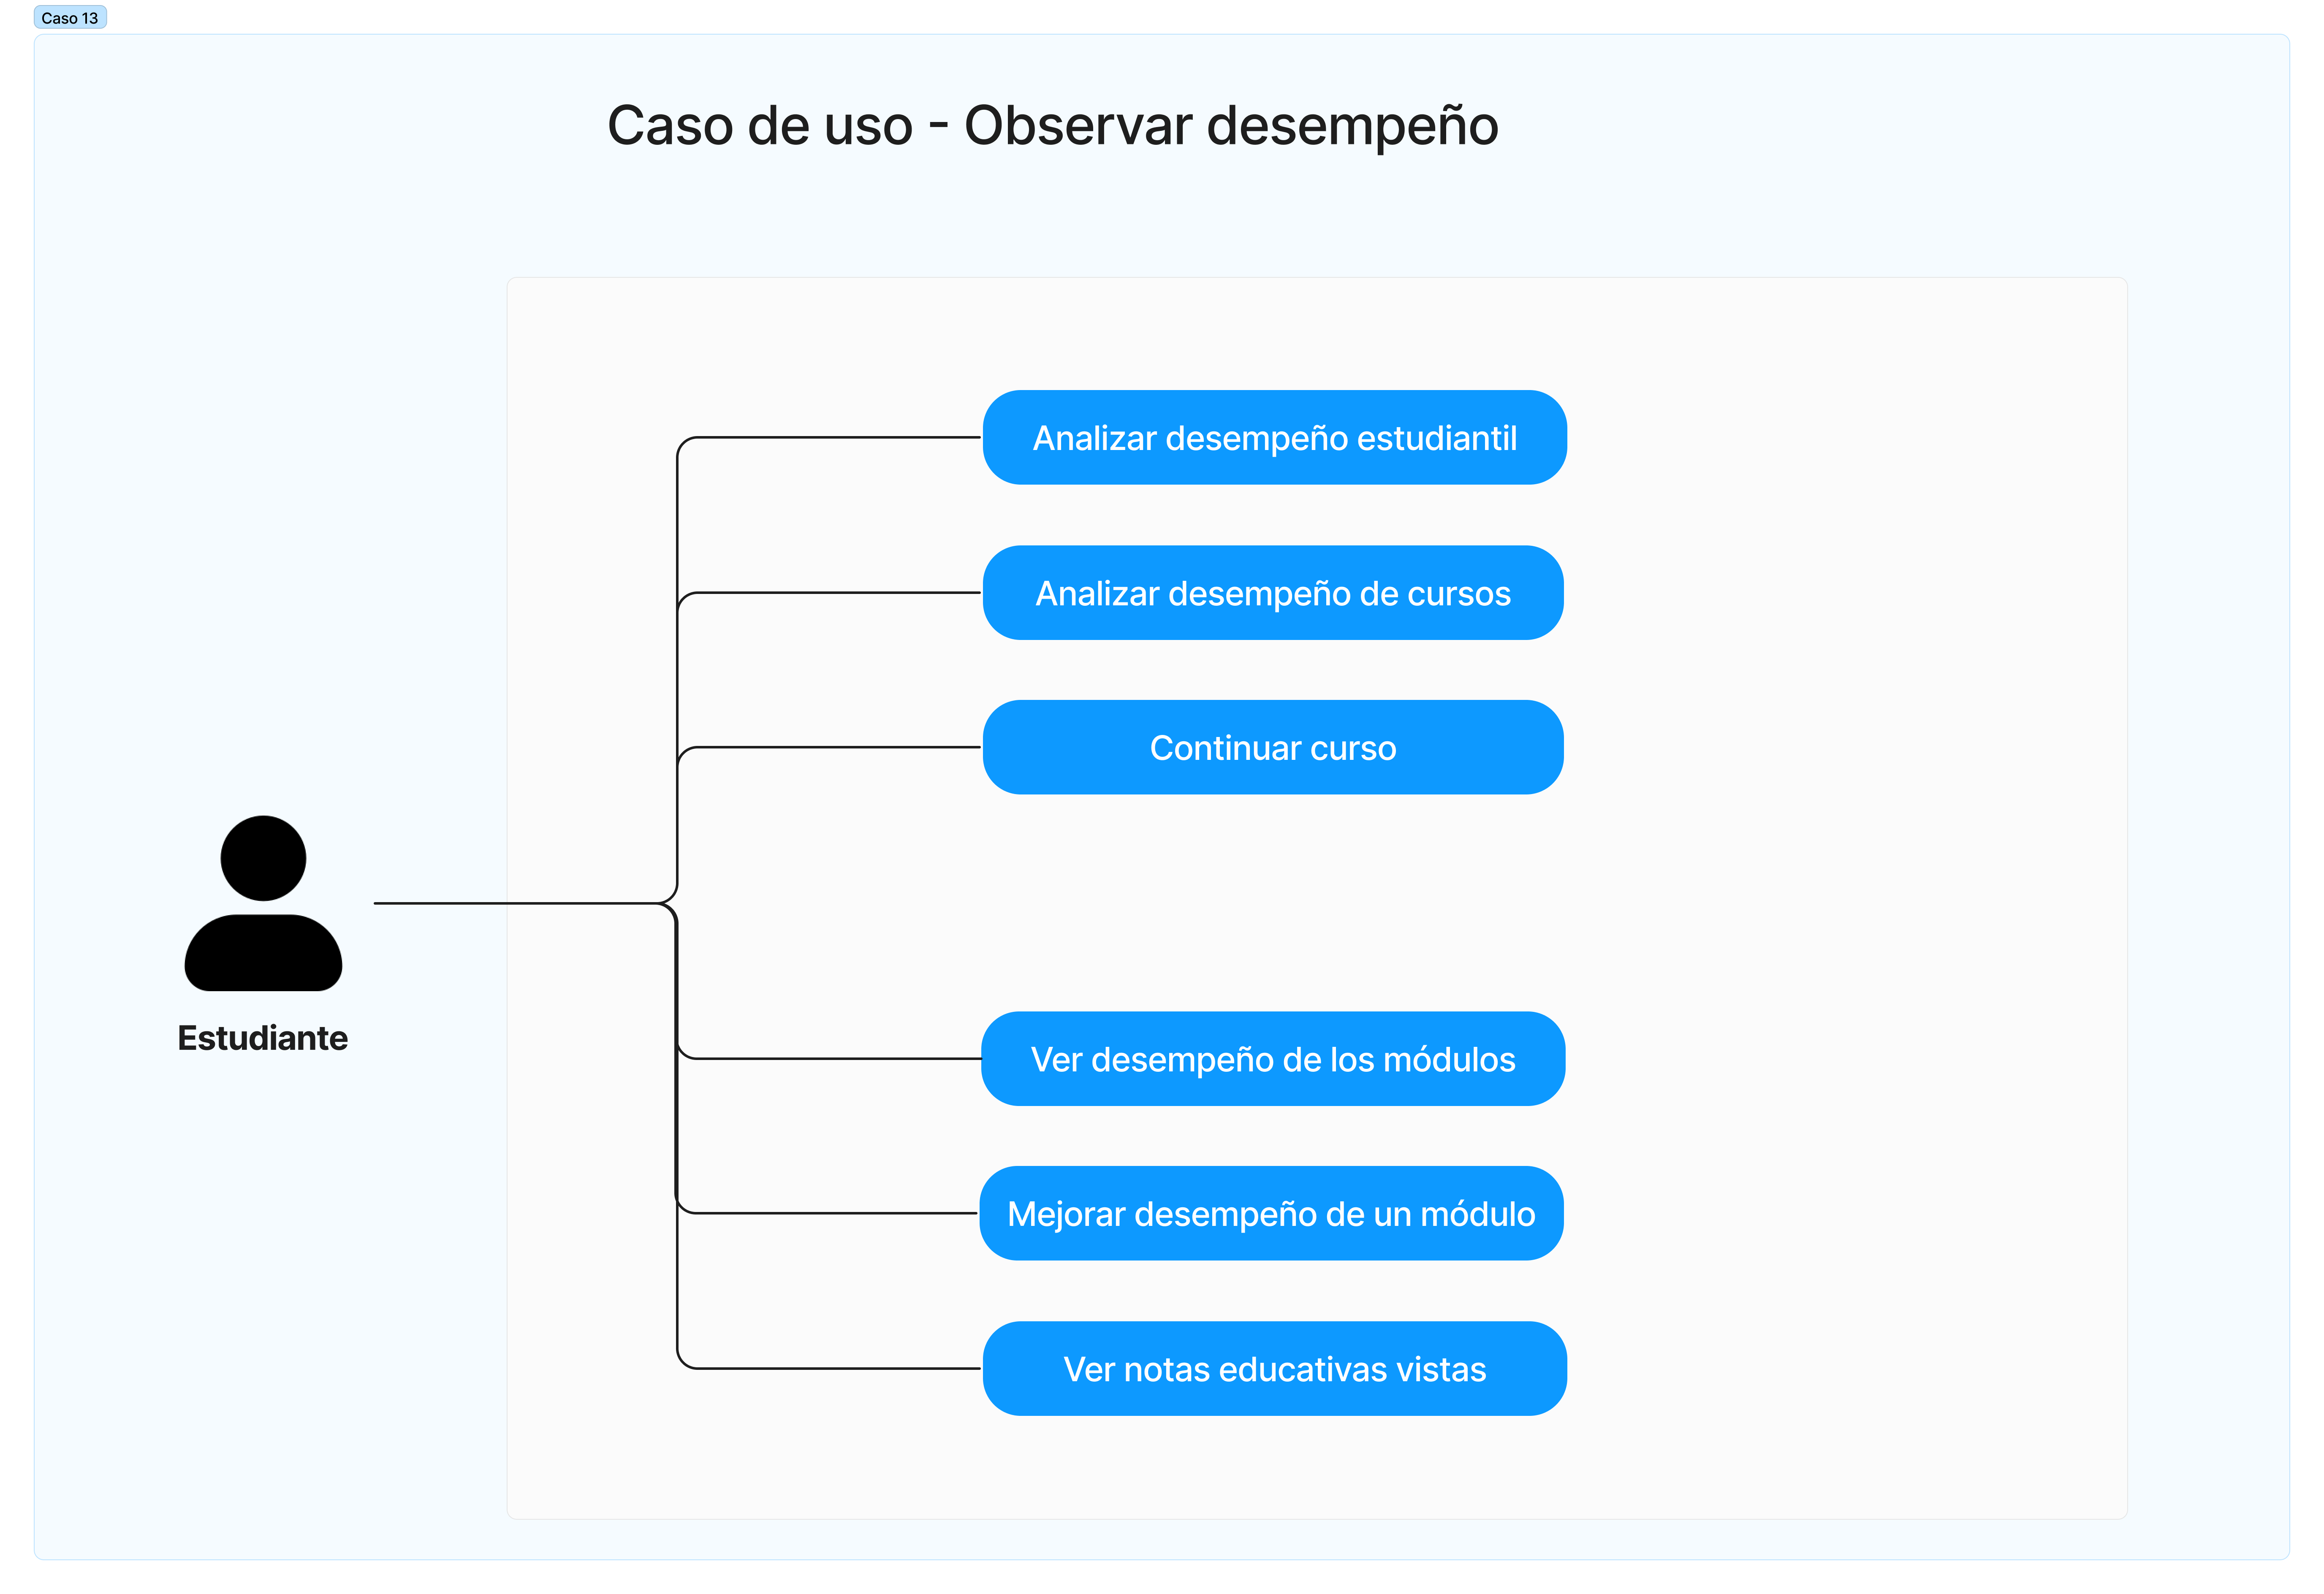 Caso 13
Caso de uso - Observar desempeño
Analizar desempeño estudiantil
Analizar desempeño de cursos
Continuar curso
Estudiante
Ver desempeño de los módulos
Mejorar desempeño de un módulo
Ver notas educativas vistas